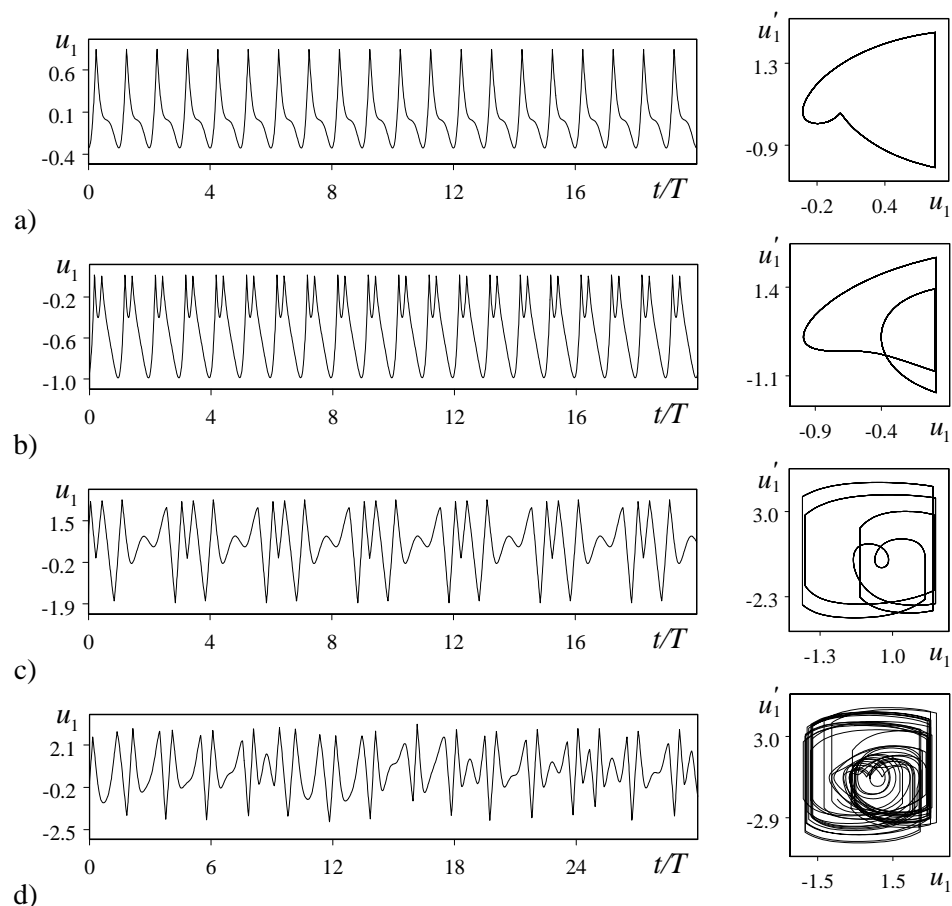 u₁
0.6
0.1
-0.4
0 4 8 12 16 t/T
u₁′
1.3
-0.9
-0.2 0.4 u₁
a)
u₁
-0.2
-0.6
-1.0
0 4 8 12 16 t/T
u₁′
1.4
-1.1
-0.9 -0.4 u₁
b)
u₁
1.5
-0.2
-1.9
0 4 8 12 16 t/T
u₁′
3.0
-2.3
-1.3 1.0 u₁
c)
u₁
2.1
-0.2
-2.5
0 6 12 18 24 t/T
u₁′
3.0
-2.9
-1.5 1.5 u₁
d)